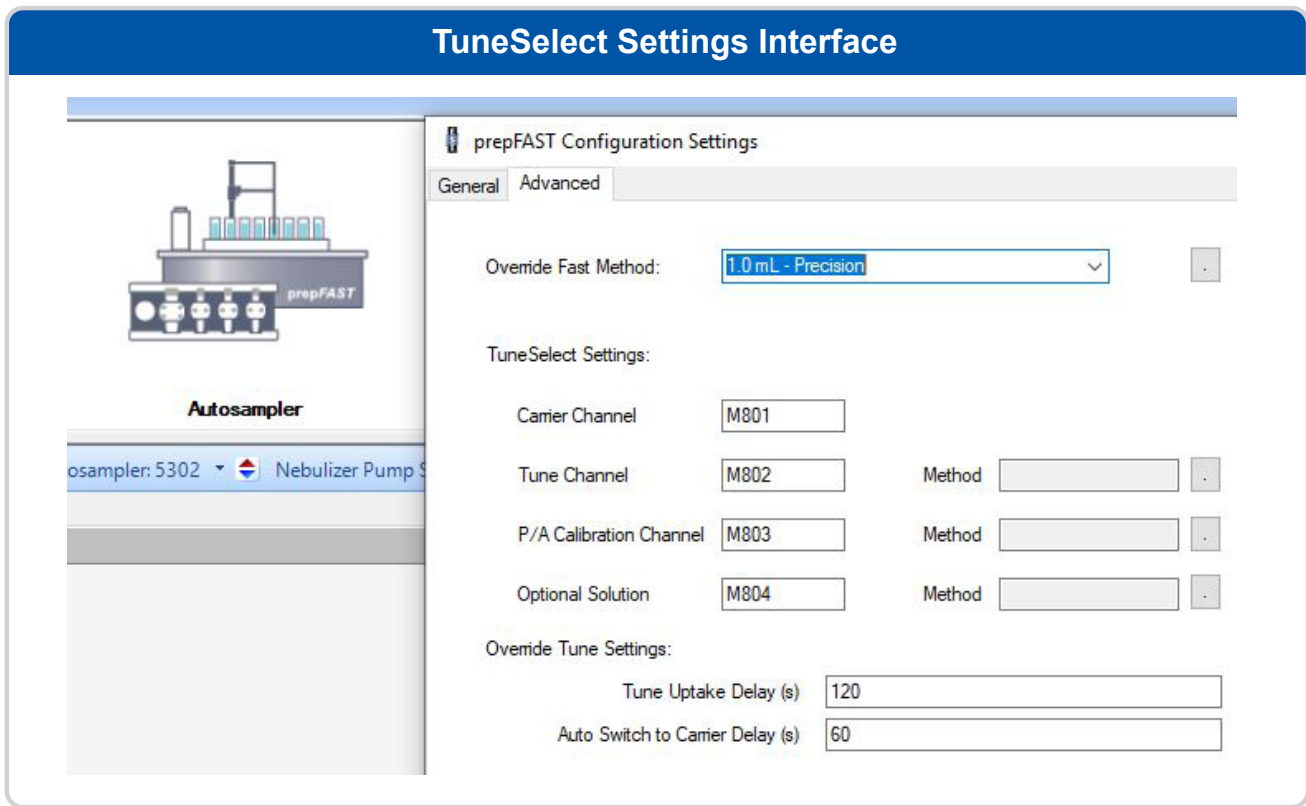 TuneSelect Settings Interface
prepFAST Configuration Settings
General Advanced
Override Fast Method: 1.0 mL - Precision .
prepFAST
TuneSelect Settings:
Autosampler
Carrier Channel M801
osampler: 5302 Nebulizer Pump S
Tune Channel M802 Method .
P/A Calibration Channel M803 Method .
Optional Solution M804 Method .
Override Tune Settings:
Tune Uptake Delay (s) 120
Auto Switch to Carrier Delay (s) 60